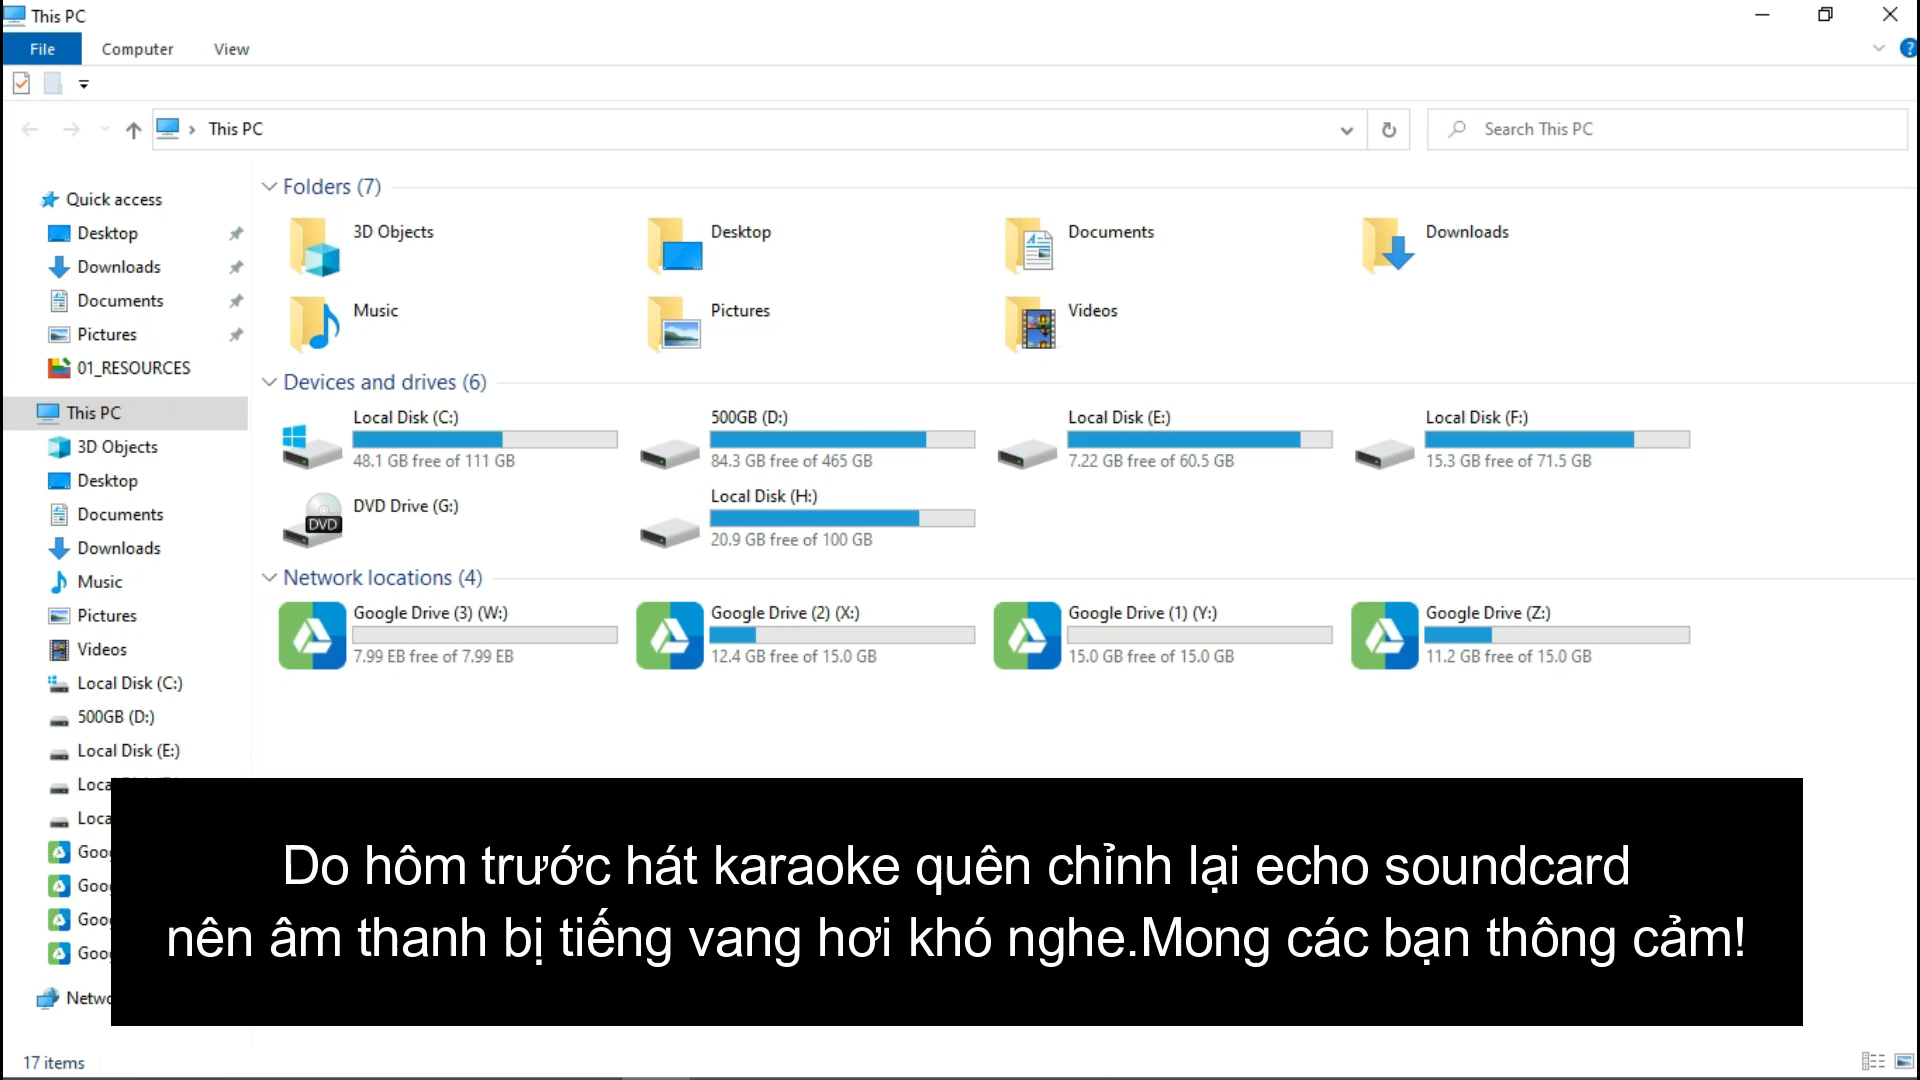 This PC
File Computer View
This PC
Search This PC
Quick access
Desktop
Downloads
Documents
Pictures
01_RESOURCES
This PC
3D Objects
Desktop
Documents
Downloads
Music
Pictures
Videos
Local Disk (C:)
500GB (D:)
Local Disk (E:)
Loca
Loca
Goo
Goo
Goo
Goo
Netwo
Folders (7)
3D Objects
Desktop
Documents
Downloads
Music
Pictures
Videos
Devices and drives (6)
Local Disk (C:)
48.1 GB free of 111 GB
500GB (D:)
84.3 GB free of 465 GB
Local Disk (E:)
7.22 GB free of 60.5 GB
Local Disk (F:)
15.3 GB free of 71.5 GB
DVD
DVD Drive (G:)
Local Disk (H:)
20.9 GB free of 100 GB
Network locations (4)
Google Drive (3) (W:)
7.99 EB free of 7.99 EB
Google Drive (2) (X:)
12.4 GB free of 15.0 GB
Google Drive (1) (Y:)
15.0 GB free of 15.0 GB
Google Drive (Z:)
11.2 GB free of 15.0 GB
Do hôm trước hát karaoke quên chỉnh lại echo soundcard
nên âm thanh bị tiếng vang hơi khó nghe.Mong các bạn thông cảm!
17 items